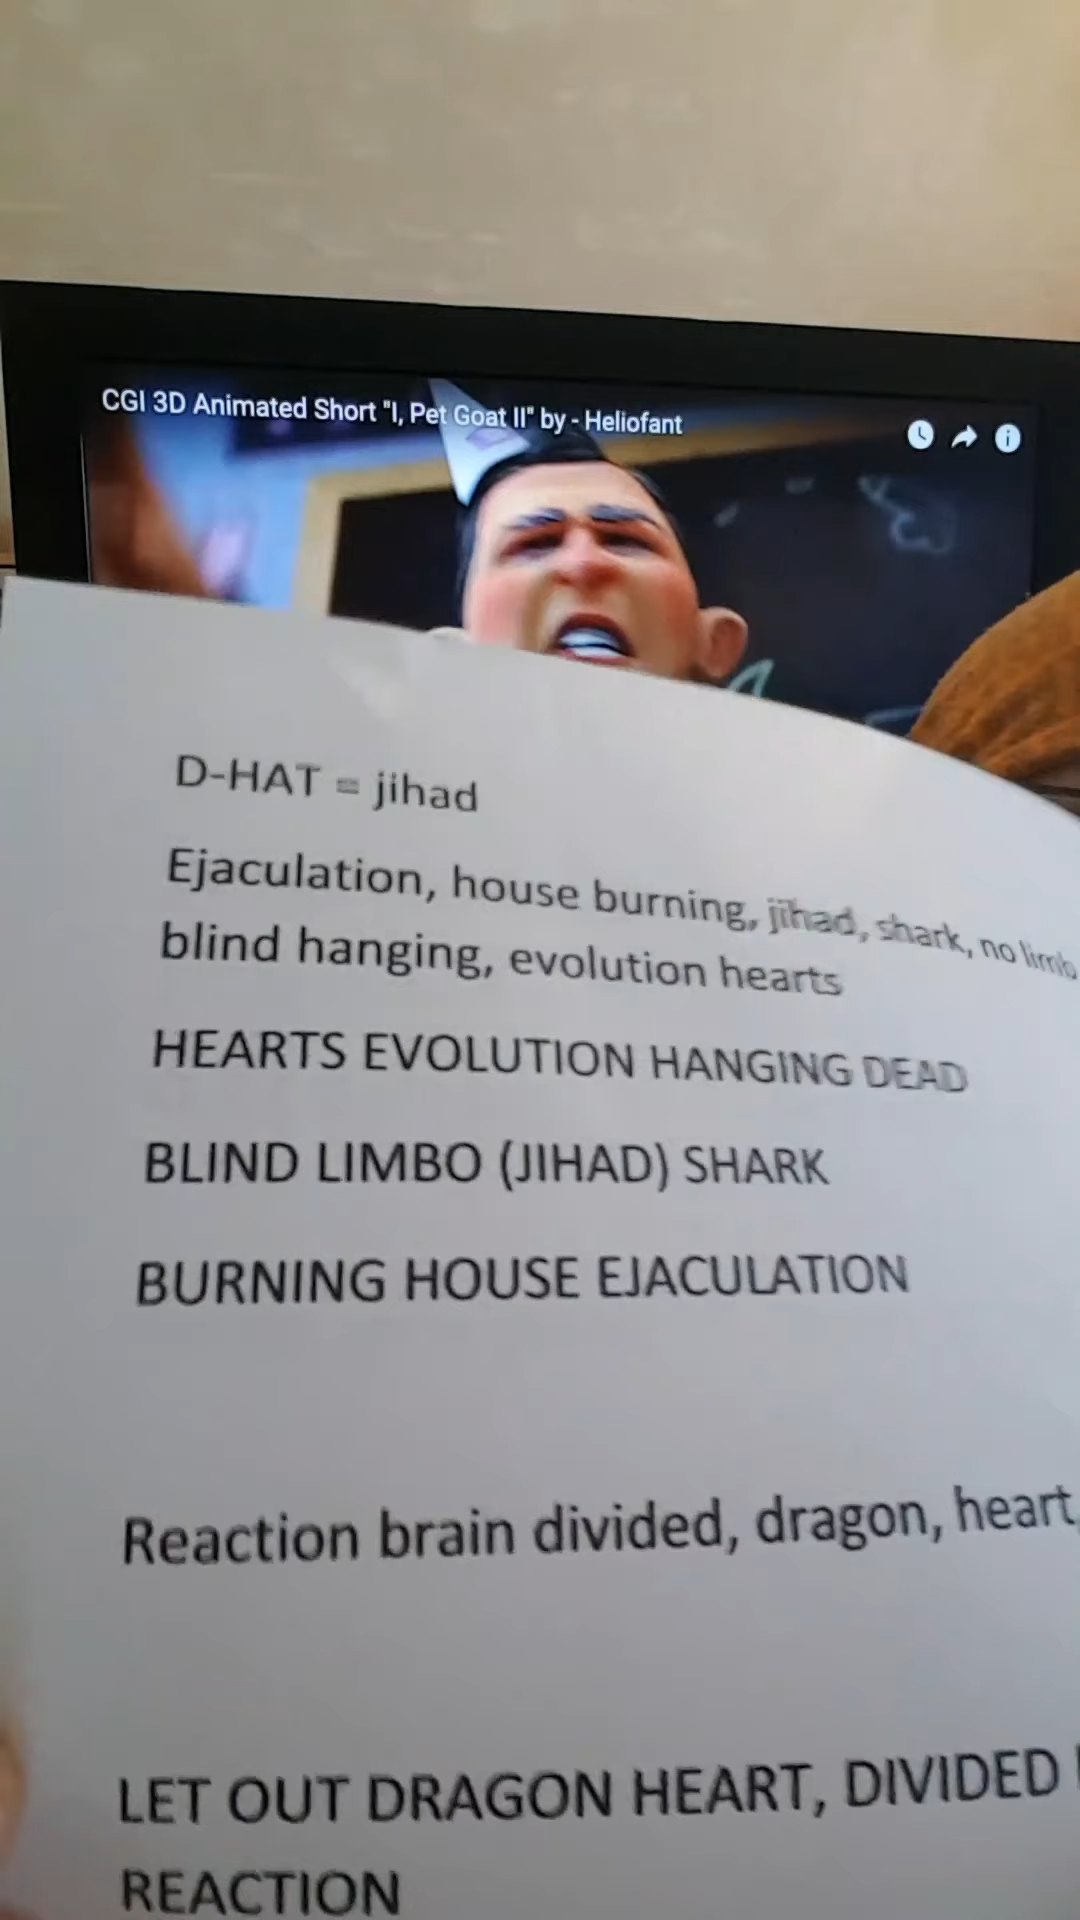 CGI 3D Animated Short "I, Pet Goat II" by - Heliofant
D-HAT = jihad
Ejaculation, house burning, jihad, shark, no limb
blind hanging, evolution hearts
HEARTS EVOLUTION HANGING DEAD
BLIND LIMBO (JIHAD) SHARK
BURNING HOUSE EJACULATION
Reaction brain divided, dragon, heart,
LET OUT DRAGON HEART, DIVIDED
REACTION